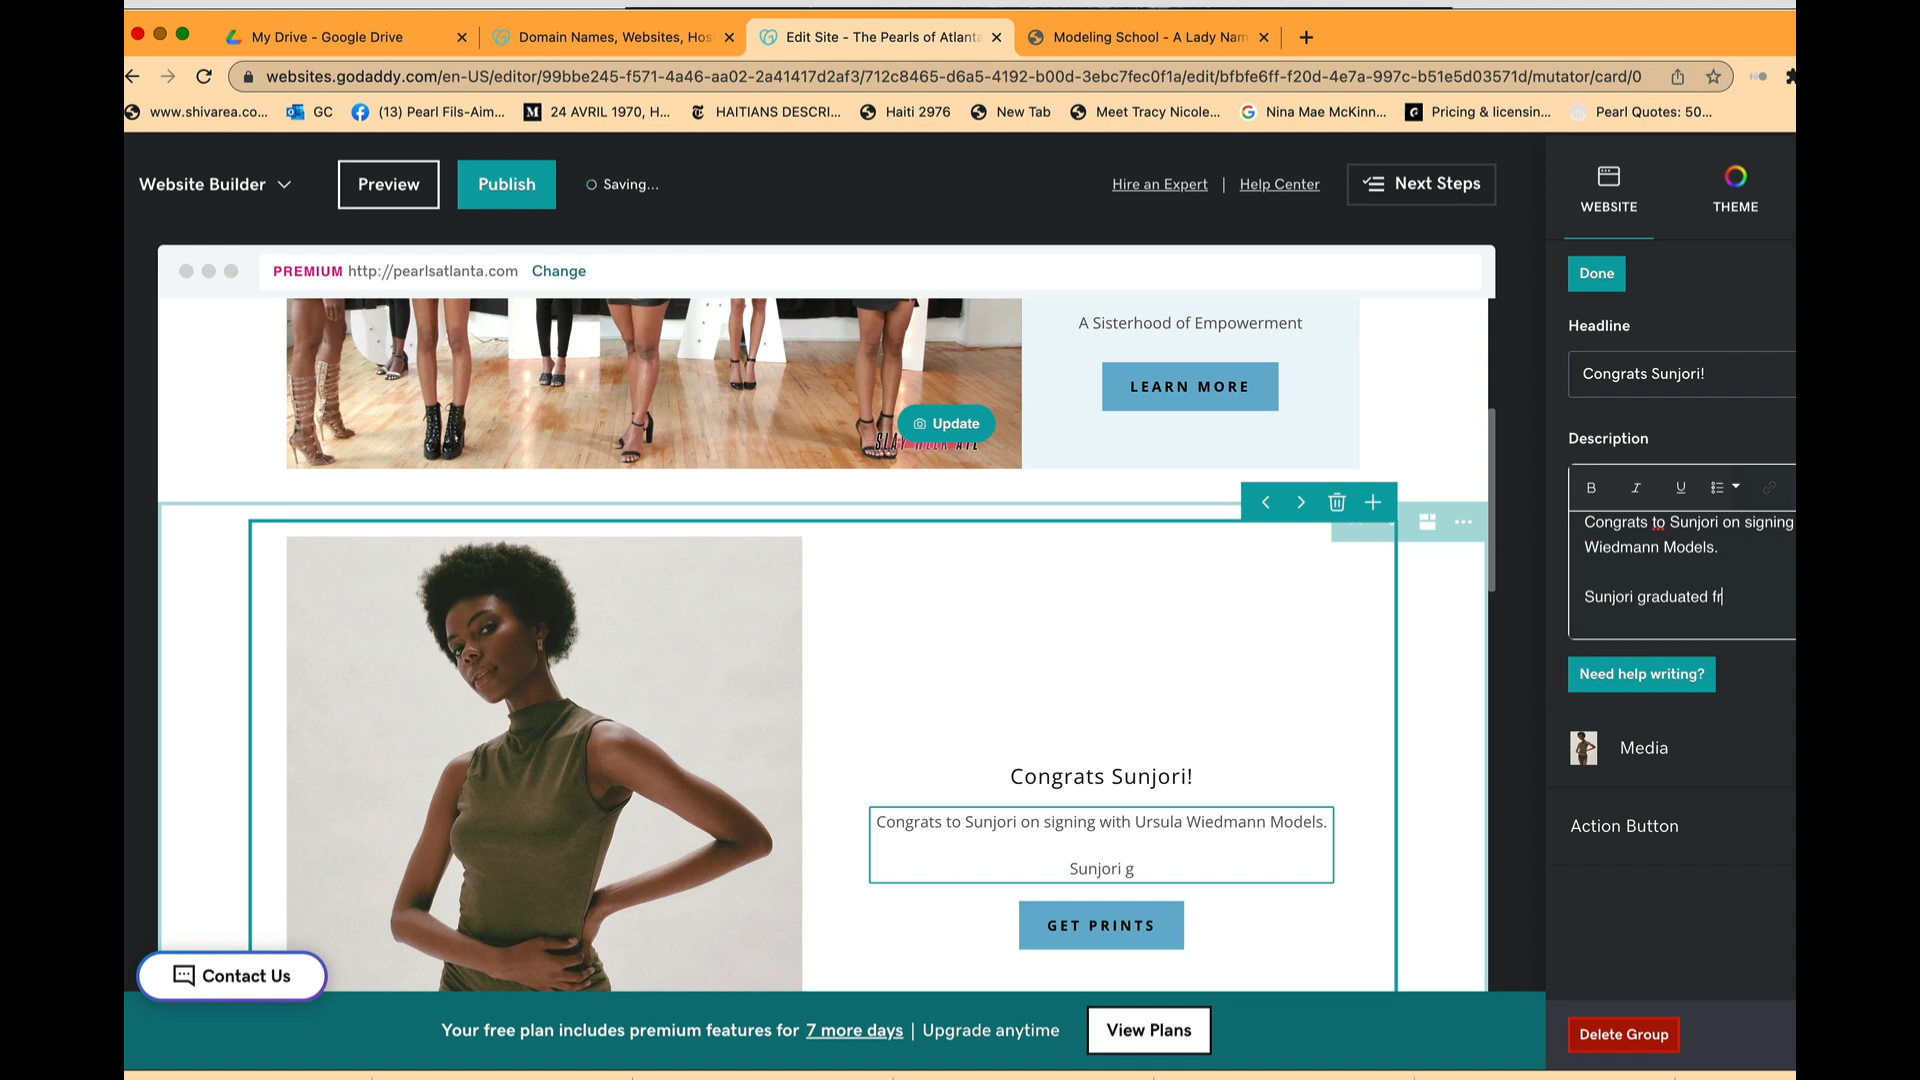 My Drive - Google Drive
Domain Names, Websites, Hos
Edit Site - The Pearls of Atlanta
Modeling School - A Lady Nam
websites.godaddy.com/en-US/editor/99bbe245-f571-4a46-aa02-2a41417d2af3/712c8465-d6a5-4192-b00d-3ebc7fec0f1a/edit/bfbfe6ff-f20d-4e7a-997c-b51e5d03571d/mutator/card/0
www.shivarea.co...
GC
(13) Pearl Fils-Aim...
24 AVRIL 1970, H...
HAITIANS DESCRI...
Haiti 2976
New Tab
Meet Tracy Nicole...
Nina Mae McKinn...
Pricing & licensin...
Pearl Quotes: 50...
Website Builder
Preview
Publish
Saving...
Hire an Expert | Help Center
Next Steps
WEBSITE
THEME
PREMIUM http://pearlsatlanta.com Change
Done
Headline
Congrats Sunjori!
Description
B I U
Congrats to Sunjori on signing
Wiedmann Models.
Sunjori graduated fr
Need help writing?
Media
Action Button
Delete Group
A Sisterhood of Empowerment
LEARN MORE
Update
Congrats Sunjori!
Congrats to Sunjori on signing with Ursula Wiedmann Models.
Sunjori g
GET PRINTS
Contact Us
Your free plan includes premium features for 7 more days | Upgrade anytime
View Plans